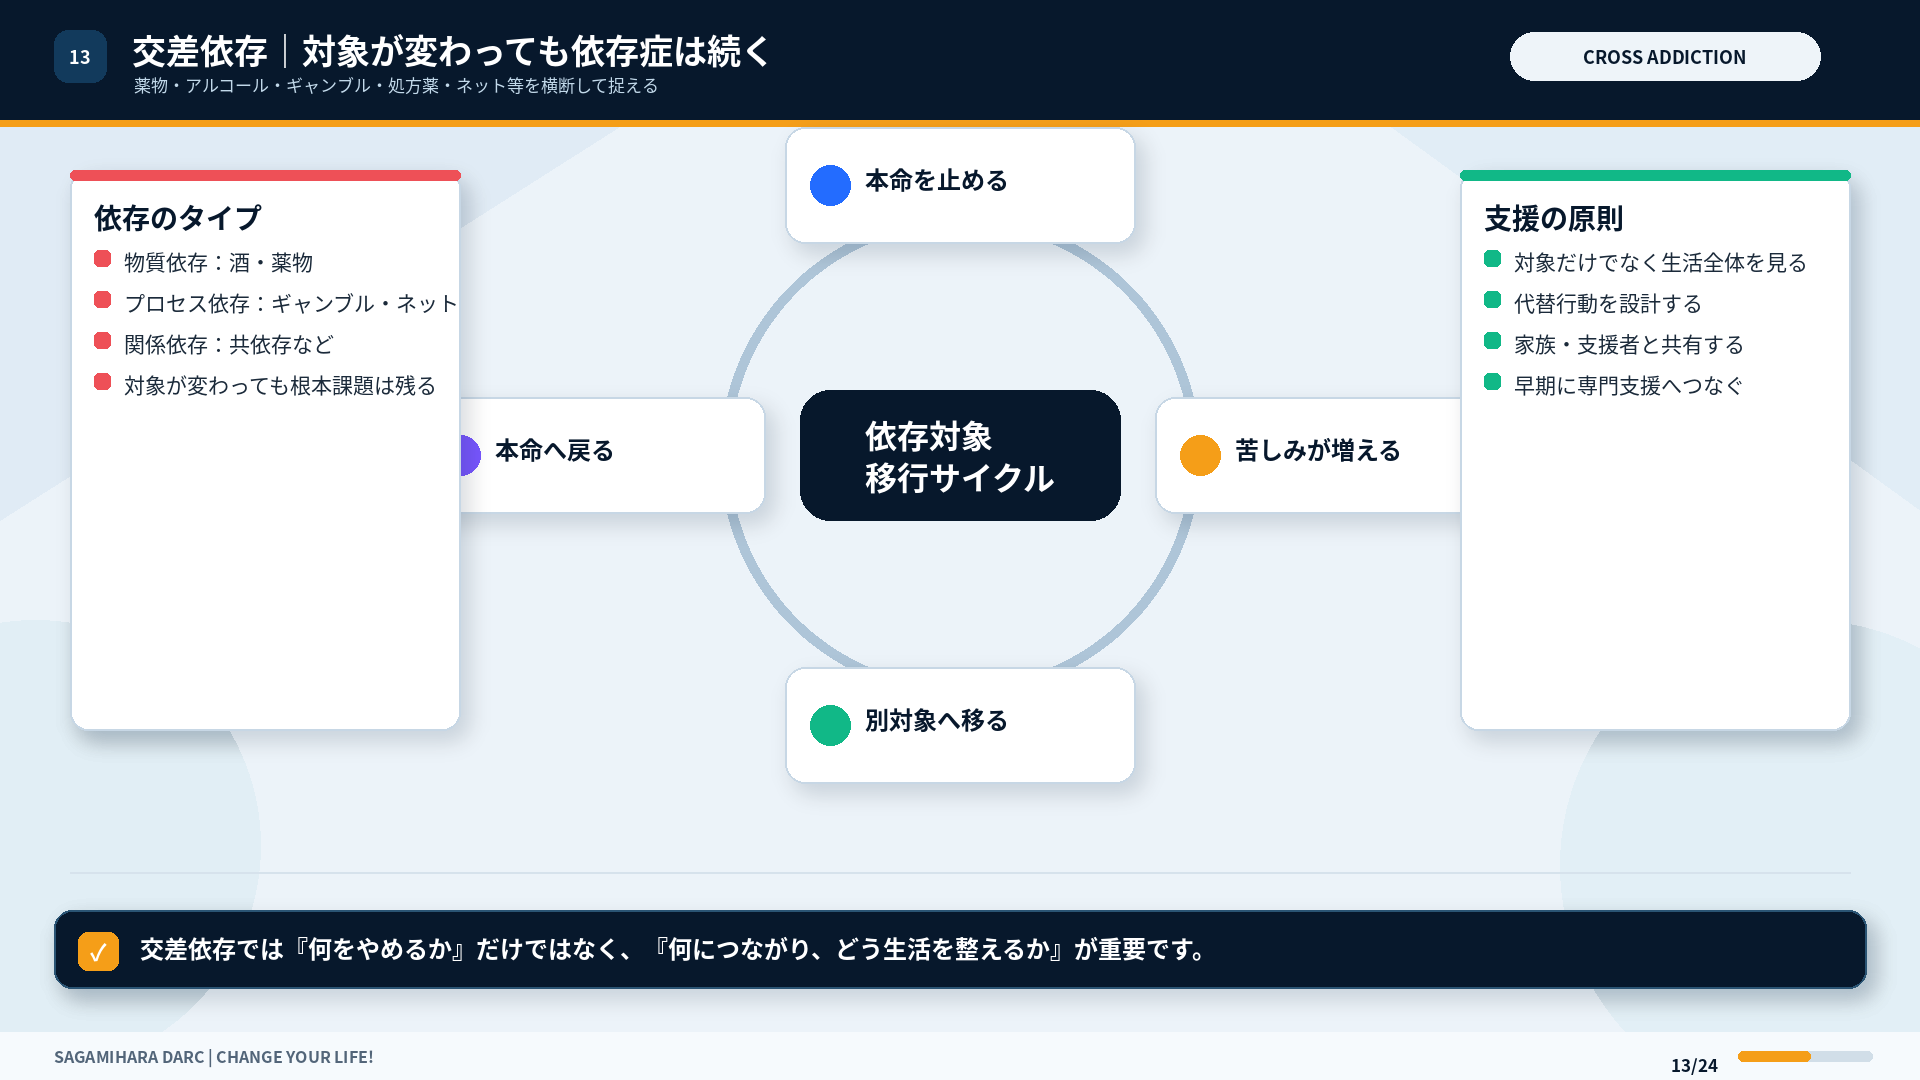 13
交差依存｜対象が変わっても依存症は続く
薬物・アルコール・ギャンブル・処方薬・ネット等を横断して捉える
CROSS ADDICTION
依存のタイプ
物質依存：酒・薬物
プロセス依存：ギャンブル・ネット
関係依存：共依存など
対象が変わっても根本課題は残る
本命を止める
本命へ戻る
依存対象
移行サイクル
苦しみが増える
別対象へ移る
支援の原則
対象だけでなく生活全体を見る
代替行動を設計する
家族・支援者と共有する
早期に専門支援へつなぐ
✓ 交差依存では『何をやめるか』だけではなく、『何につながり、どう生活を整えるか』が重要です。
SAGAMIHARA DARC | CHANGE YOUR LIFE!
13/24